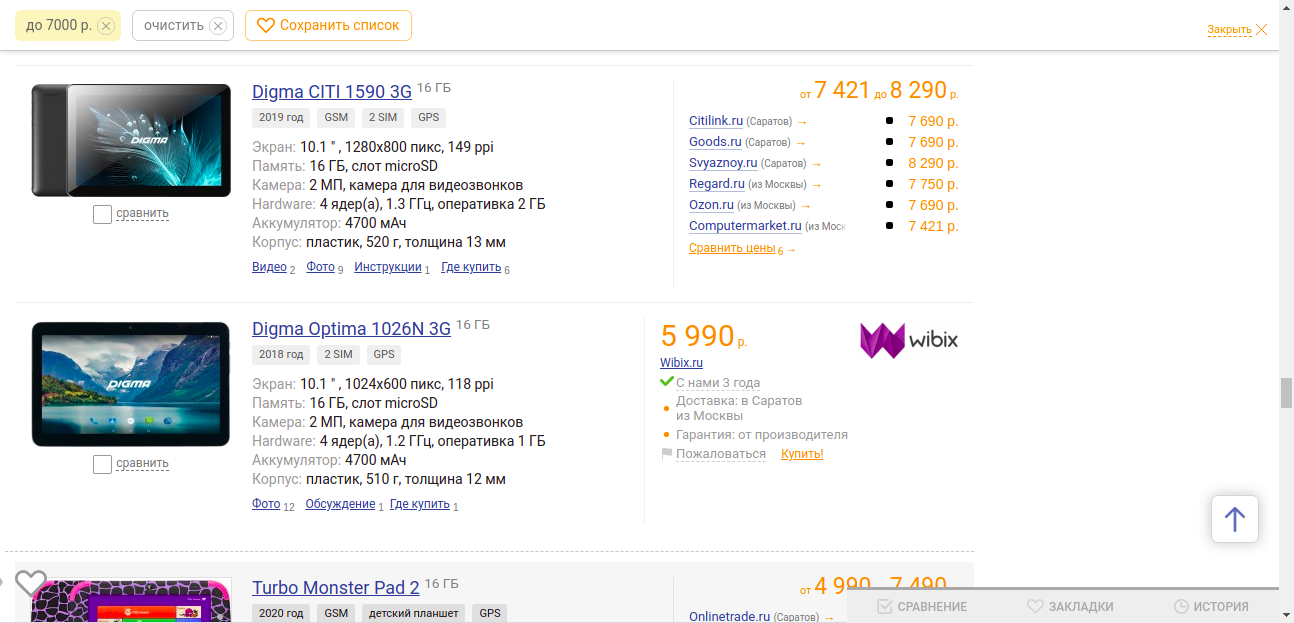 до 7000 р.
очистить
Сохранить список
Закрыть
Digma CITI 1590 3G 16 ГБ
2019 год GSM 2 SIM GPS
Экран: 10.1 ", 1280x800 пикс, 149 ppi
Память: 16 ГБ, слот microSD
Камера: 2 МП, камера для видеозвонков
Hardware: 4 ядер(а), 1.3 ГГц, оперативка 2 ГБ
Аккумулятор: 4700 мАч
Корпус: пластик, 520 г, толщина 13 мм
Видео 2 Фото 9 Инструкции 1 Где купить 6
DIGMA
сравнить
от 7 421 до 8 290 р.
Citilink.ru (Саратов) → 7 690 р.
Goods.ru (Саратов) → 7 690 р.
Svyaznoy.ru (Саратов) → 8 290 р.
Regard.ru (из Москвы) → 7 750 р.
Ozon.ru (из Москвы) → 7 690 р.
Computermarket.ru (из Моск 7 421 р.
Сравнить цены 6 →
Digma Optima 1026N 3G 16 ГБ
2018 год 2 SIM GPS
Экран: 10.1 ", 1024x600 пикс, 118 ppi
Память: 16 ГБ, слот microSD
Камера: 2 МП, камера для видеозвонков
Hardware: 4 ядер(а), 1.2 ГГц, оперативка 1 ГБ
Аккумулятор: 4700 мАч
Корпус: пластик, 510 г, толщина 12 мм
Фото 12 Обсуждение 1 Где купить 1
DIGMA
сравнить
5 990 р.
wibix
Wibix.ru
С нами 3 года
Доставка: в Саратов
из Москвы
Гарантия: от производителя
Пожаловаться Купить!
Turbo Monster Pad 2 16 ГБ
2020 год GSM детский планшет GPS
от 4 990 7 490
Onlinetrade.ru (Саратов) →
СРАВНЕНИЕ
ЗАКЛАДКИ
ИСТОРИЯ